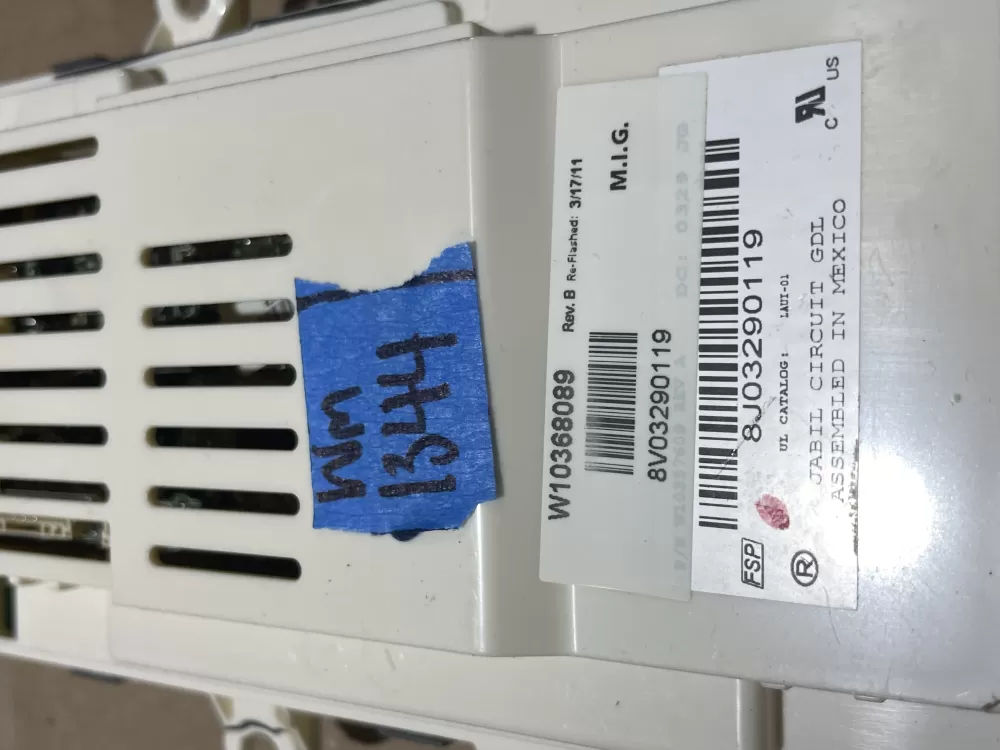 Wm
1344
W10368089 Rev. B Re-Flashed: 3/17/11
8V03290119
M.I.G.
8J03290119
UL CATALOG: LAUI-01
JABIL CIRCUIT GDL
ASSEMBLED IN MEXICO
FSP ®
C US